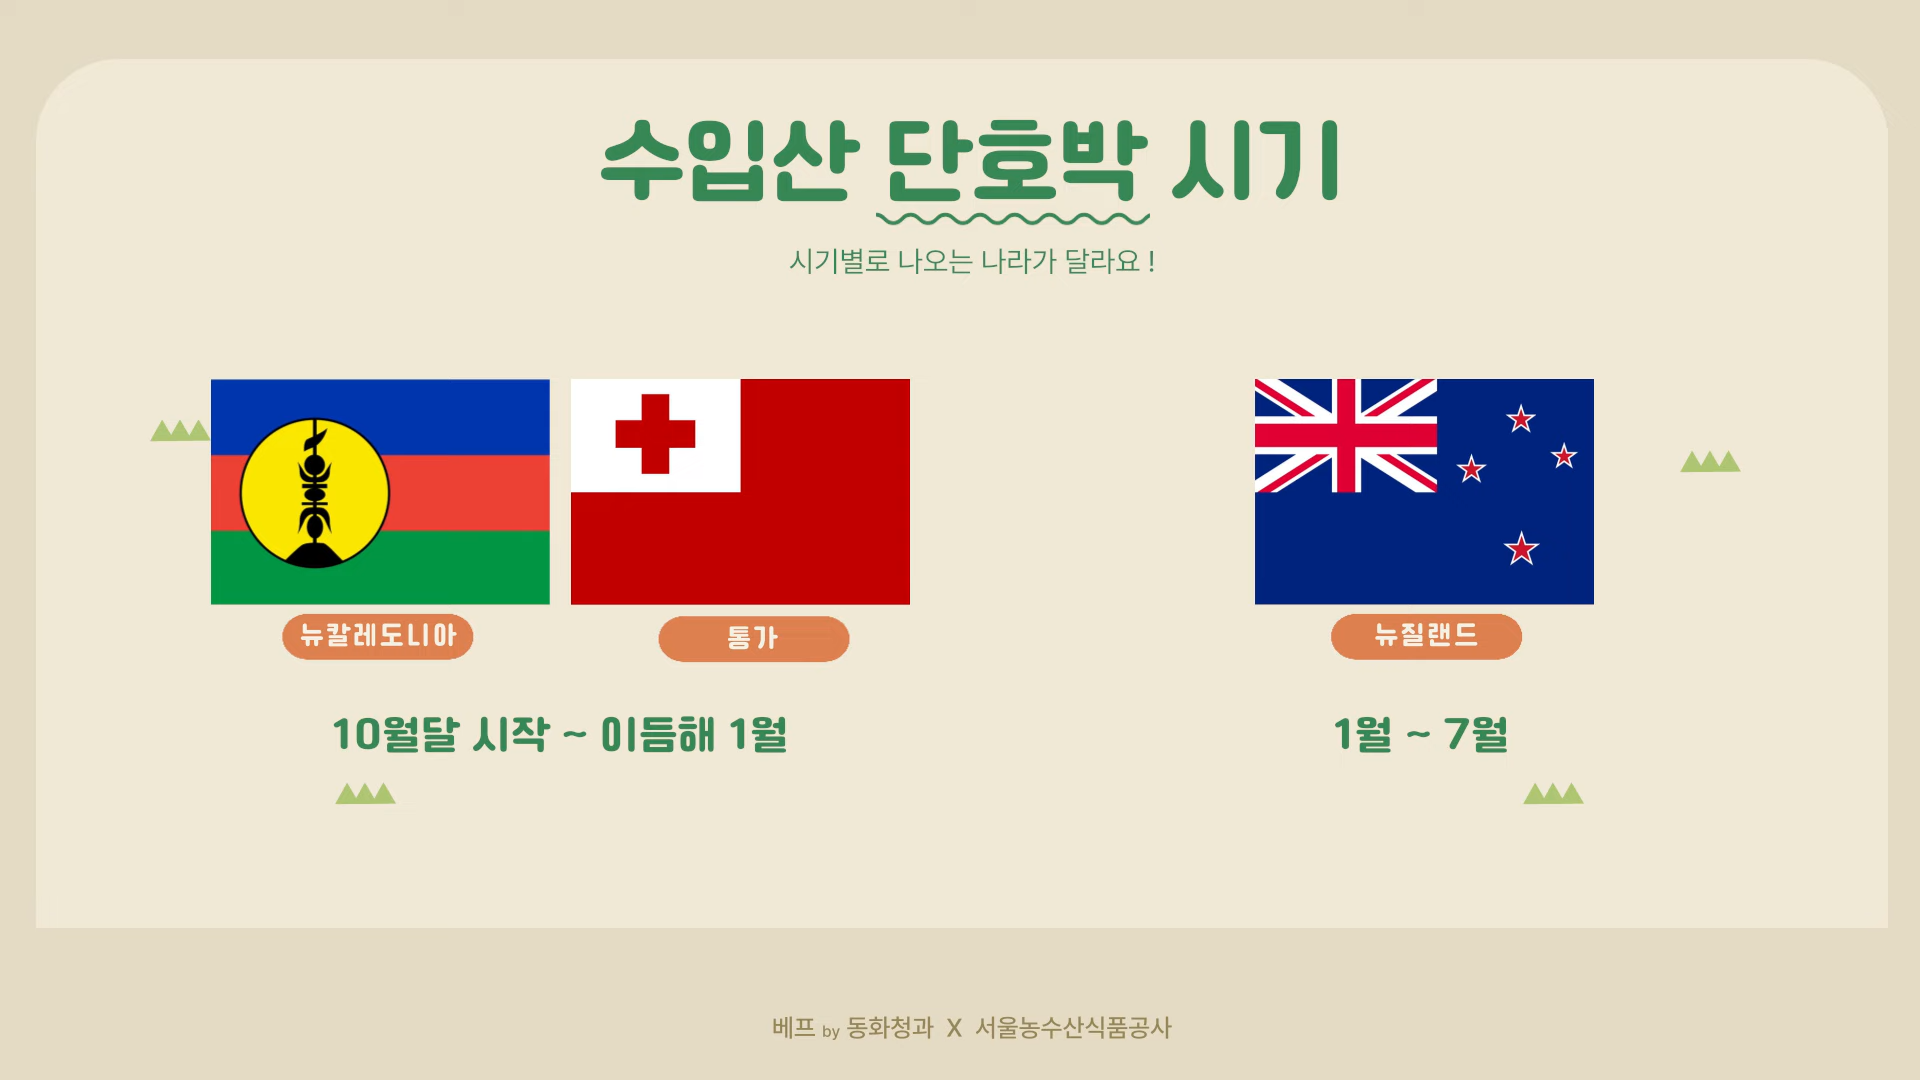 수입산 단호박 시기
시기별로 나오는 나라가 달라요 !
뉴칼레도니아
통가
뉴질랜드
10월달 시작 ~ 이듬해 1월
1월 ~ 7월
베프 by 동화청과 X 서울농수산식품공사